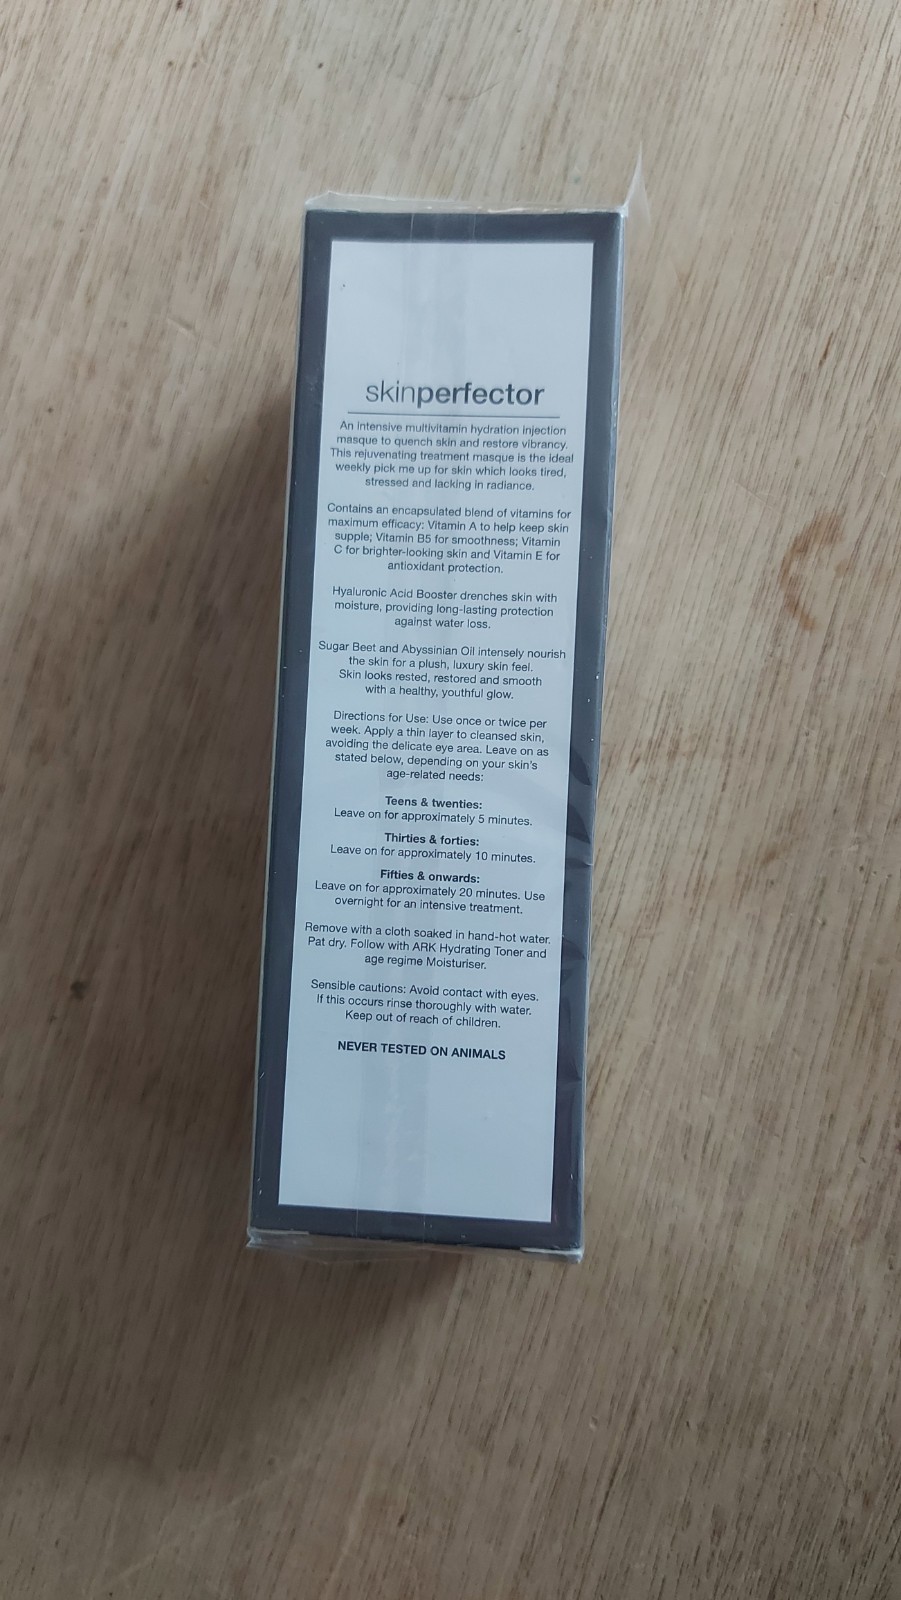 skinperfector
An intensive multivitamin hydration injection
masque to quench skin and restore vibrancy.
This rejuvenating treatment masque is the ideal
weekly pick me up for skin which looks tired,
stressed and lacking in radiance.
Contains an encapsulated blend of vitamins for
maximum efficacy: Vitamin A to help keep skin
supple; Vitamin B5 for smoothness; Vitamin
C for brighter-looking skin and Vitamin E for
antioxidant protection.
Hyaluronic Acid Booster drenches skin with
moisture, providing long-lasting protection
against water loss.
Sugar Beet and Abyssinian Oil intensely nourish
the skin for a plush, luxury skin feel.
Skin looks rested, restored and smooth
with a healthy, youthful glow.
Directions for Use: Use once or twice per
week. Apply a thin layer to cleansed skin,
avoiding the delicate eye area. Leave on as
stated below, depending on your skin's
age-related needs:
Teens & twenties:
Leave on for approximately 5 minutes.
Thirties & forties:
Leave on for approximately 10 minutes.
Fifties & onwards:
Leave on for approximately 20 minutes. Use
overnight for an intensive treatment.
Remove with a cloth soaked in hand-hot water.
Pat dry. Follow with ARK Hydrating Toner and
age regime Moisturiser.
Sensible cautions: Avoid contact with eyes.
If this occurs rinse thoroughly with water.
Keep out of reach of children.
NEVER TESTED ON ANIMALS